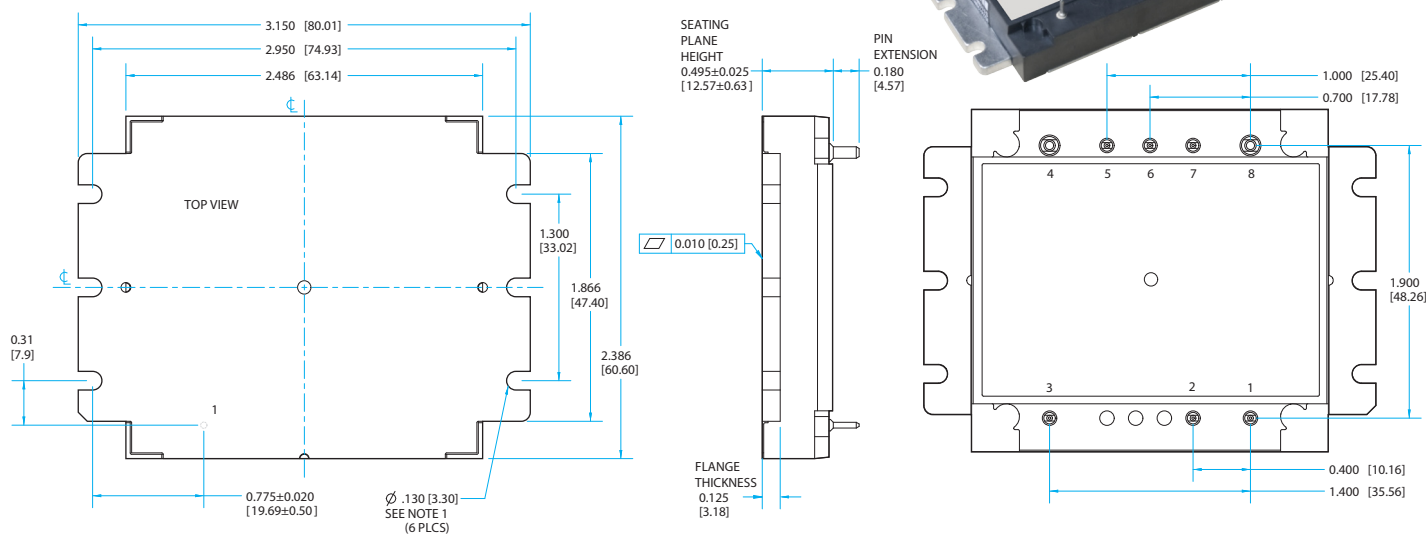 3.150 [80.01]
2.950 [74.93]
2.486 [63.14]
℄
TOP VIEW
1.300
[33.02]
℄
1.866
[47.40]
0.31
[7.9]
2.386
[60.60]
1
0.775±0.020
[19.69±0.50]
Ø .130 [3.30]
SEE NOTE 1
(6 PLCS)
SEATING
PLANE
HEIGHT
0.495±0.025
[12.57±0.63]
PIN
EXTENSION
0.180
[4.57]
⏥ 0.010 [0.25]
FLANGE
THICKNESS
0.125
[3.18]
1.000 [25.40]
0.700 [17.78]
4 5 6 7 8
1.900
[48.26]
3 2 1
0.400 [10.16]
1.400 [35.56]